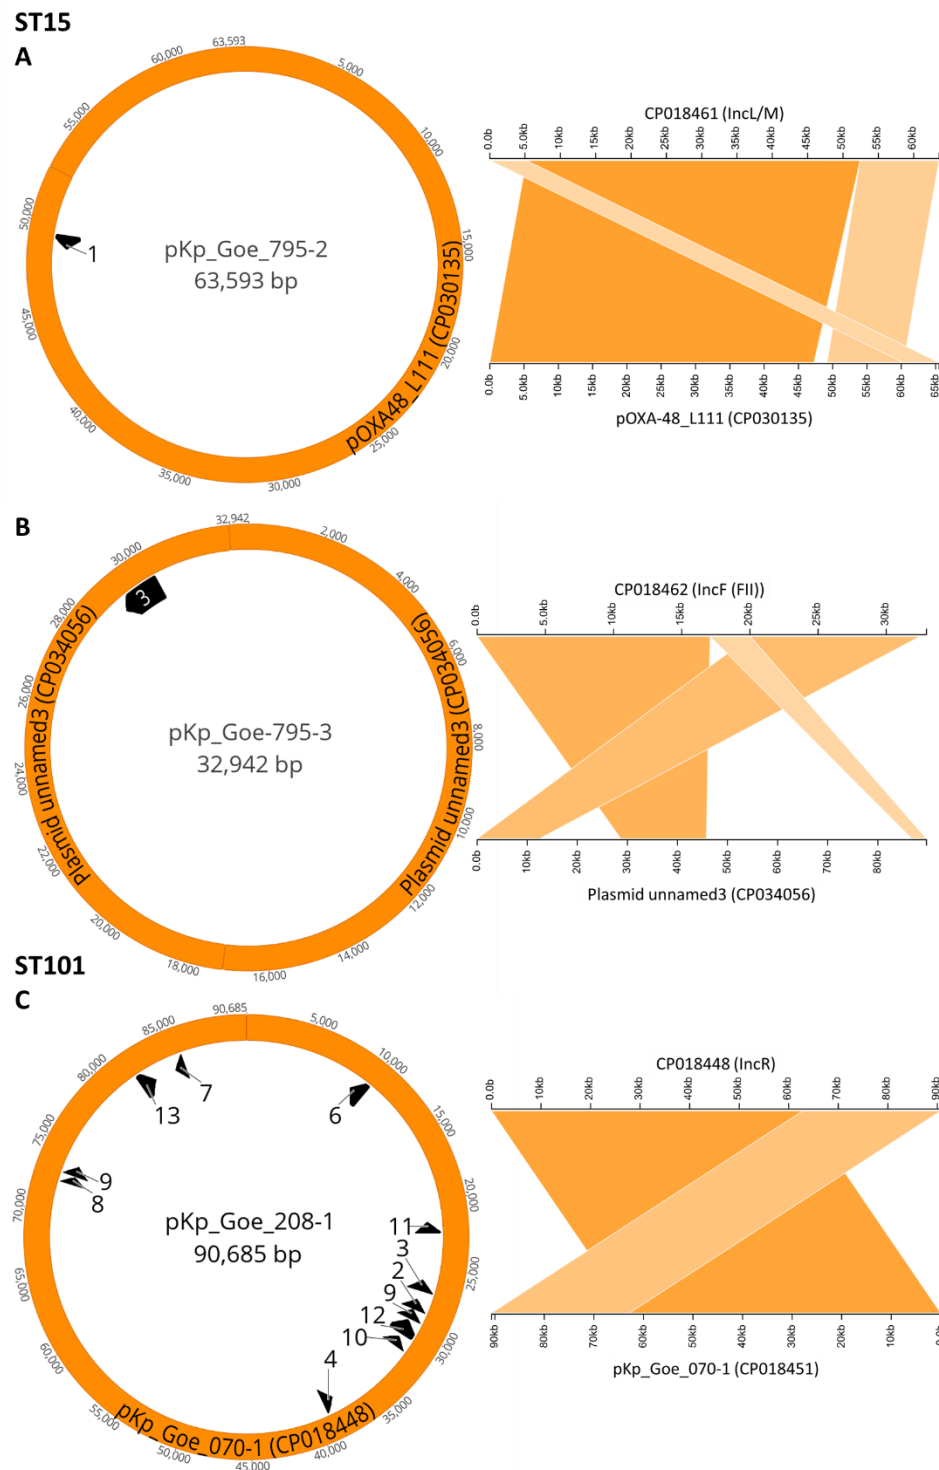 ST15
A
63,593
5,000
10,000
15,000
20,000
25,000
30,000
35,000
40,000
45,000
50,000
55,000
60,000
1
pKp_Goe_795-2
63,593 bp
pOXA48_L111 (CP030135)
CP018461 (IncL/M)
0.0b 5.0kb 10kb 15kb 20kb 25kb 30kb 35kb 40kb 45kb 50kb 55kb 60kb
0.0b 5.0kb 10kb 15kb 20kb 25kb 30kb 35kb 40kb 45kb 50kb 55kb 60kb 65kb
pOXA-48_L111 (CP030135)
B
32,942
2,000
4,000
6,000
8,000
10,000
12,000
14,000
16,000
18,000
20,000
22,000
24,000
26,000
28,000
30,000
3
pKp_Goe-795-3
32,942 bp
Plasmid unnamed3 (CP034056)
Plasmid unnamed3 (CP034056)
CP018462 (IncF (FII))
0.0b 5.0kb 10kb 15kb 20kb 25kb 30kb
0.0b 10kb 20kb 30kb 40kb 50kb 60kb 70kb 80kb
Plasmid unnamed3 (CP034056)
ST101
C
90,685
5,000
10,000
15,000
20,000
25,000
30,000
35,000
40,000
45,000
50,000
55,000
60,000
65,000
70,000
75,000
80,000
85,000
7
13
6
9
8
11
3
2
9
12
10
4
pKp_Goe_208-1
90,685 bp
pKp_Goe_070-1 (CP018448)
CP018448 (IncR)
0.0b 10kb 20kb 30kb 40kb 50kb 60kb 70kb 80kb 90kb
90kb 80kb 70kb 60kb 50kb 40kb 30kb 20kb 10kb 0.0b
pKp_Goe_070-1 (CP018451)